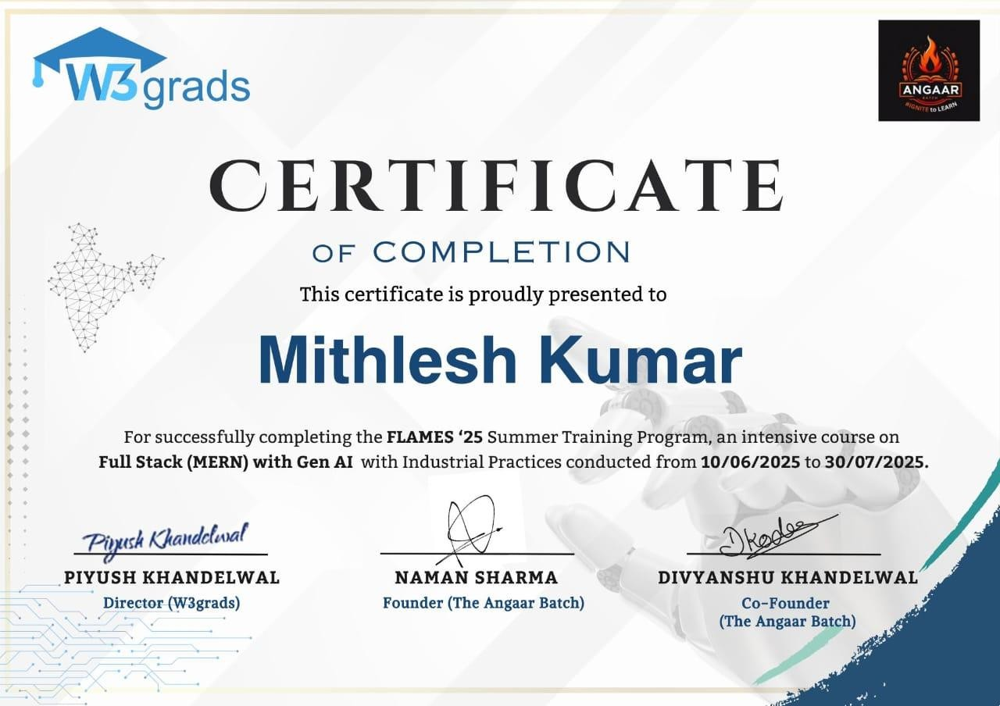 W3grads
ANGAAR
BATCH
#IGNITE to LEARN
CERTIFICATE
OF COMPLETION
This certificate is proudly presented to
Mithlesh Kumar
For successfully completing the FLAMES ‘25 Summer Training Program, an intensive course on
Full Stack (MERN) with Gen AI with Industrial Practices conducted from 10/06/2025 to 30/07/2025.
Piyush Khandelwal
Dkodes
PIYUSH KHANDELWAL
NAMAN SHARMA
DIVYANSHU KHANDELWAL
Director (W3grads)
Founder (The Angaar Batch)
Co-Founder
(The Angaar Batch)